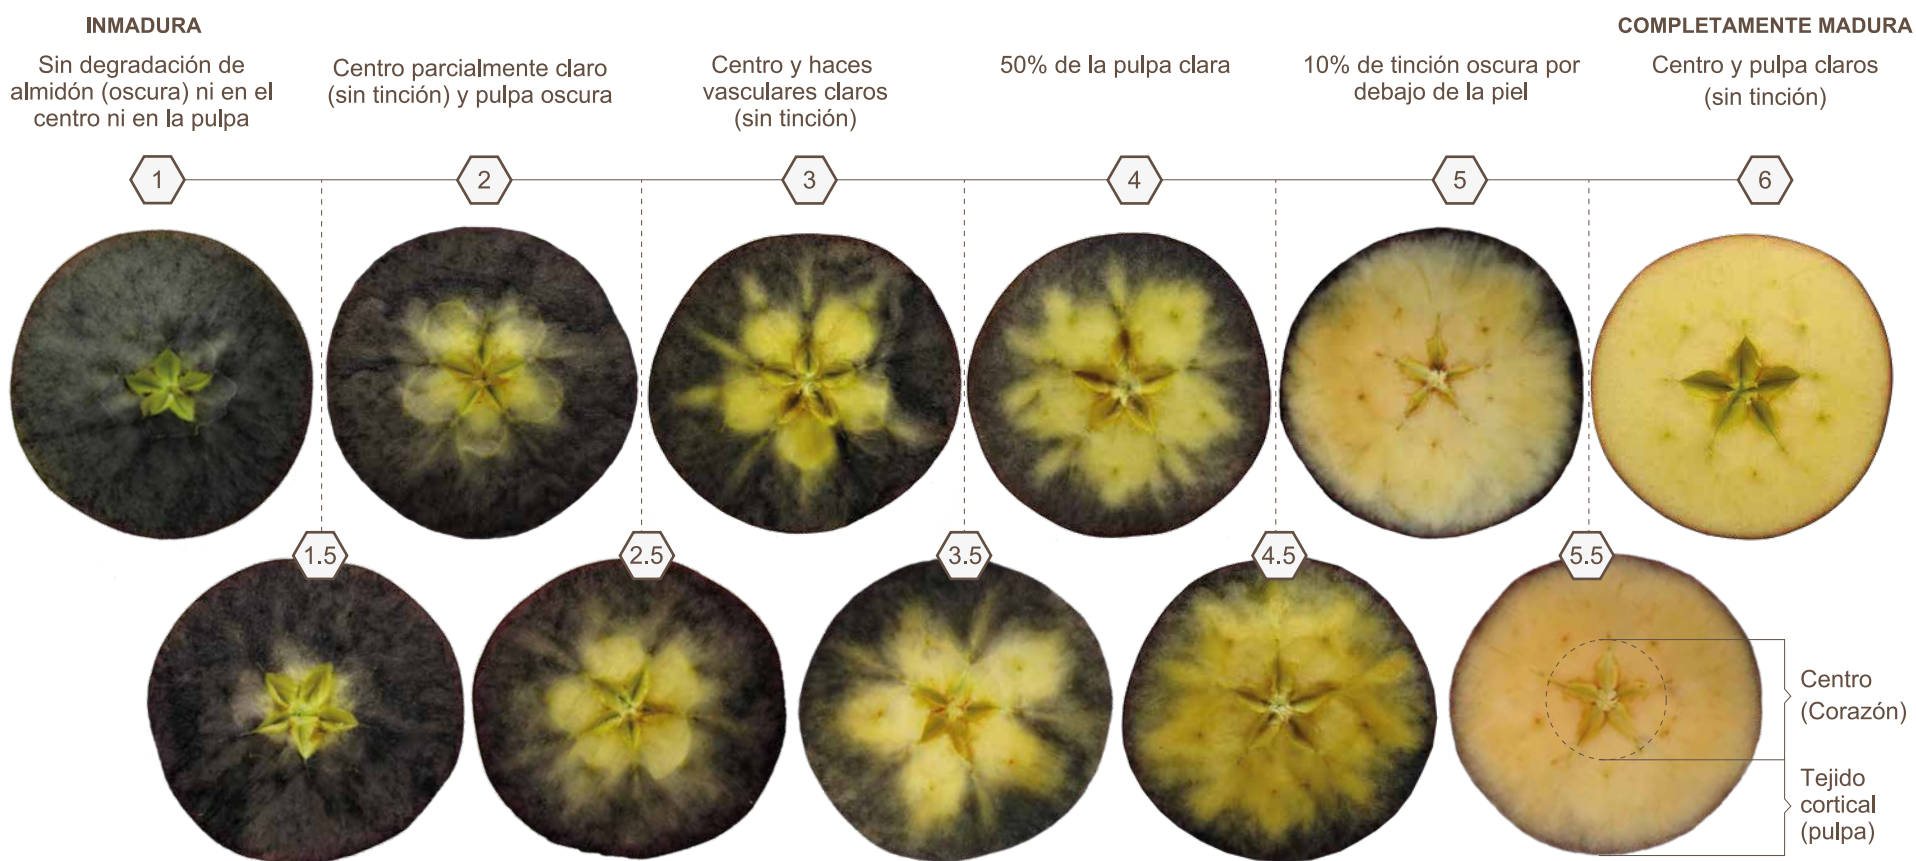 INMADURA
Sin degradación de
almidón (oscura) ni en el
centro ni en la pulpa
Centro parcialmente claro
(sin tinción) y pulpa oscura
Centro y haces
vasculares claros
(sin tinción)
50% de la pulpa clara
10% de tinción oscura por
debajo de la piel
COMPLETAMENTE MADURA
Centro y pulpa claros
(sin tinción)
1
2
3
4
5
6
1.5
2.5
3.5
4.5
5.5
Centro
(Corazón)
Tejido
cortical
(pulpa)